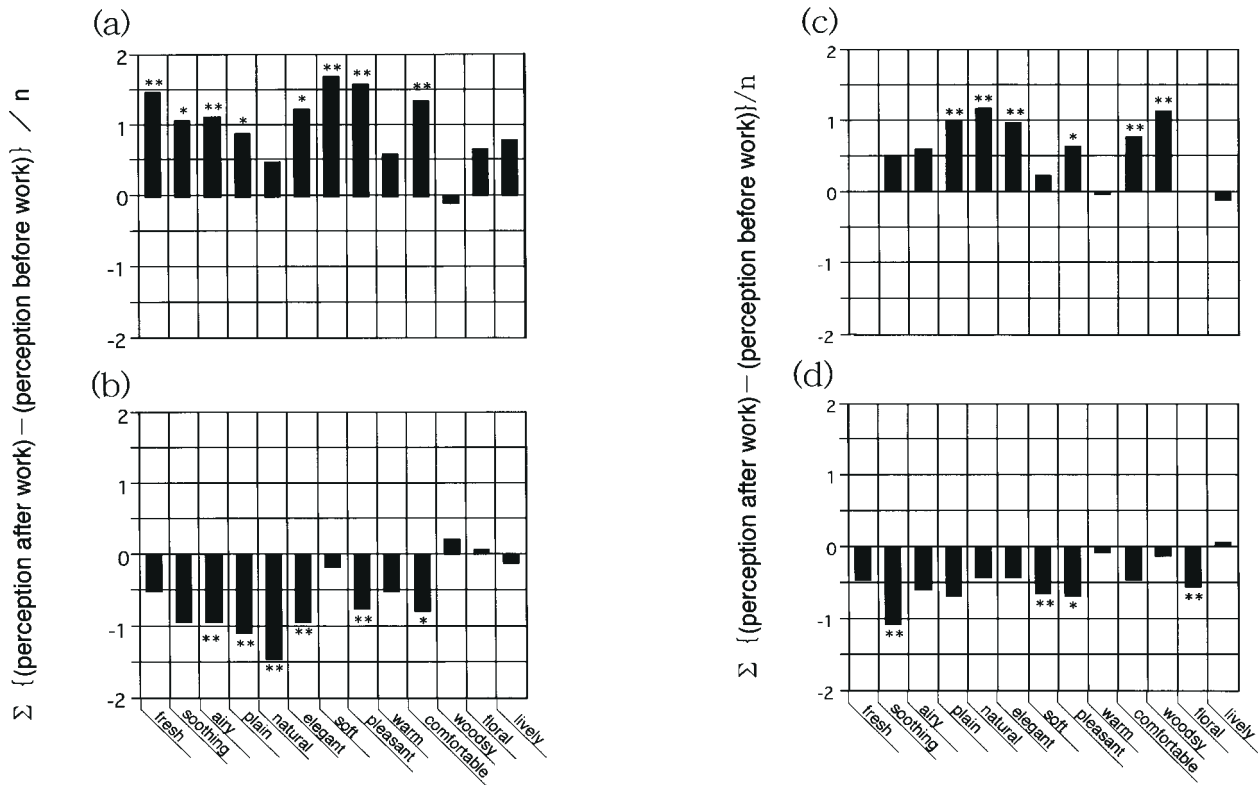 (a)
2
1
0
-1
-2
** * ** * * ** ** **
(b)
2
1
0
-1
-2
** ** ** ** ** *
fresh
soothing
airy
plain
natural
elegant
soft
pleasant
warm
comfortable
woodsy
floral
lively
Σ {(perception after work) − (perception before work)} / n
(c)
2
1
0
-1
-2
** ** ** * ** **
(d)
2
1
0
-1
-2
** ** * **
fresh
soothing
airy
plain
natural
elegant
soft
pleasant
warm
comfortable
woodsy
floral
lively
Σ {(perception after work) − (perception before work)}/n